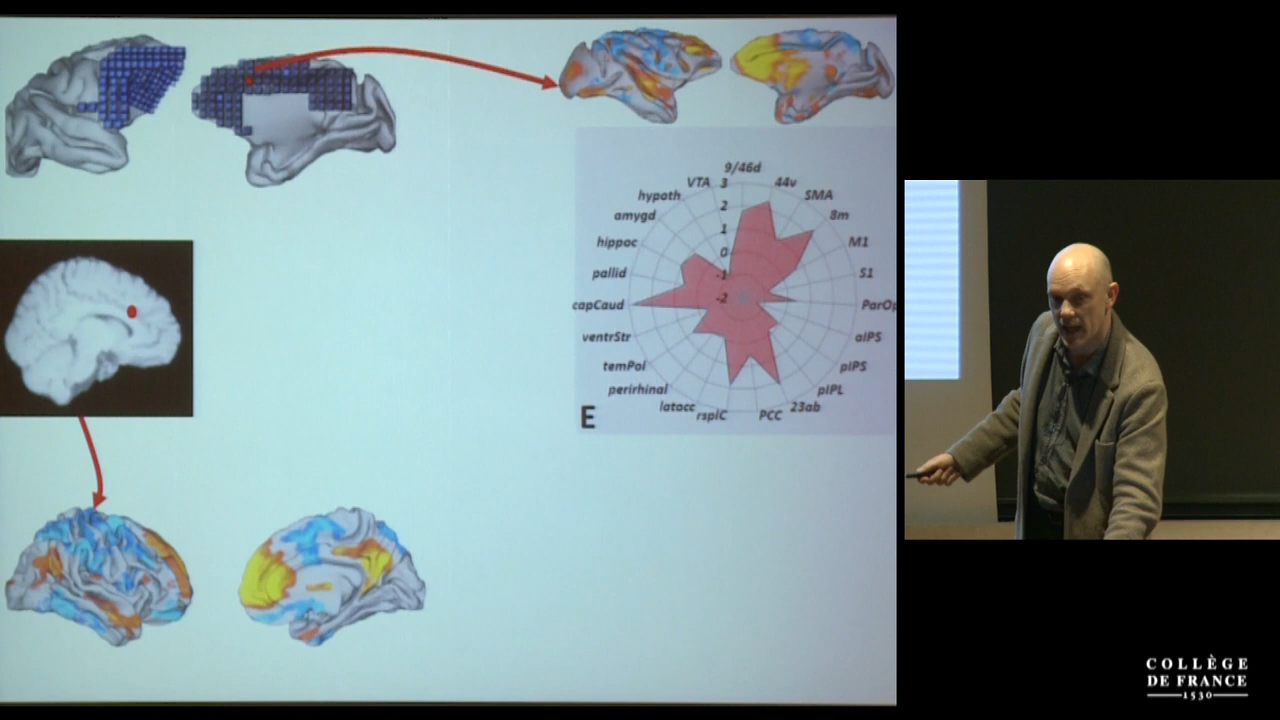 9/46d
VTA
3
44v
hypoth
SMA
2
amygd
8m
1
hippoc
M1
0
pallid
-1
S1
-2
capCaud
ParOp
ventrStr
aIPS
temPol
pIPS
perirhinal
pIPL
latocc
23ab
rsplC
PCC
E
COLLÈGE
DE FRANCE
1530